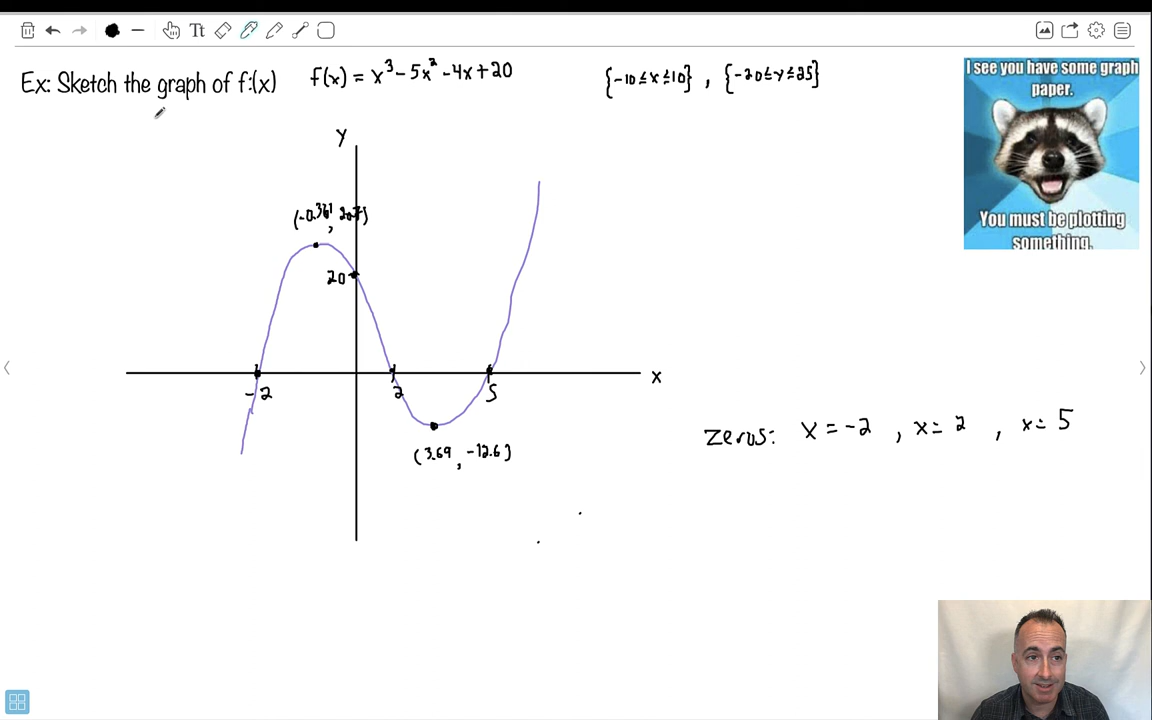 Tt
Ex: Sketch the graph of f:(x)
f(x) = x³ - 5x² - 4x + 20
{-10 ≤ x ≤ 10} , {-20 ≤ y ≤ 25}
I see you have some graph
paper.
You must be plotting
something.
Y
20
-2
2
5
x
(3.69, -12.6)
zeros: x = -2 , x = 2 , x = 5